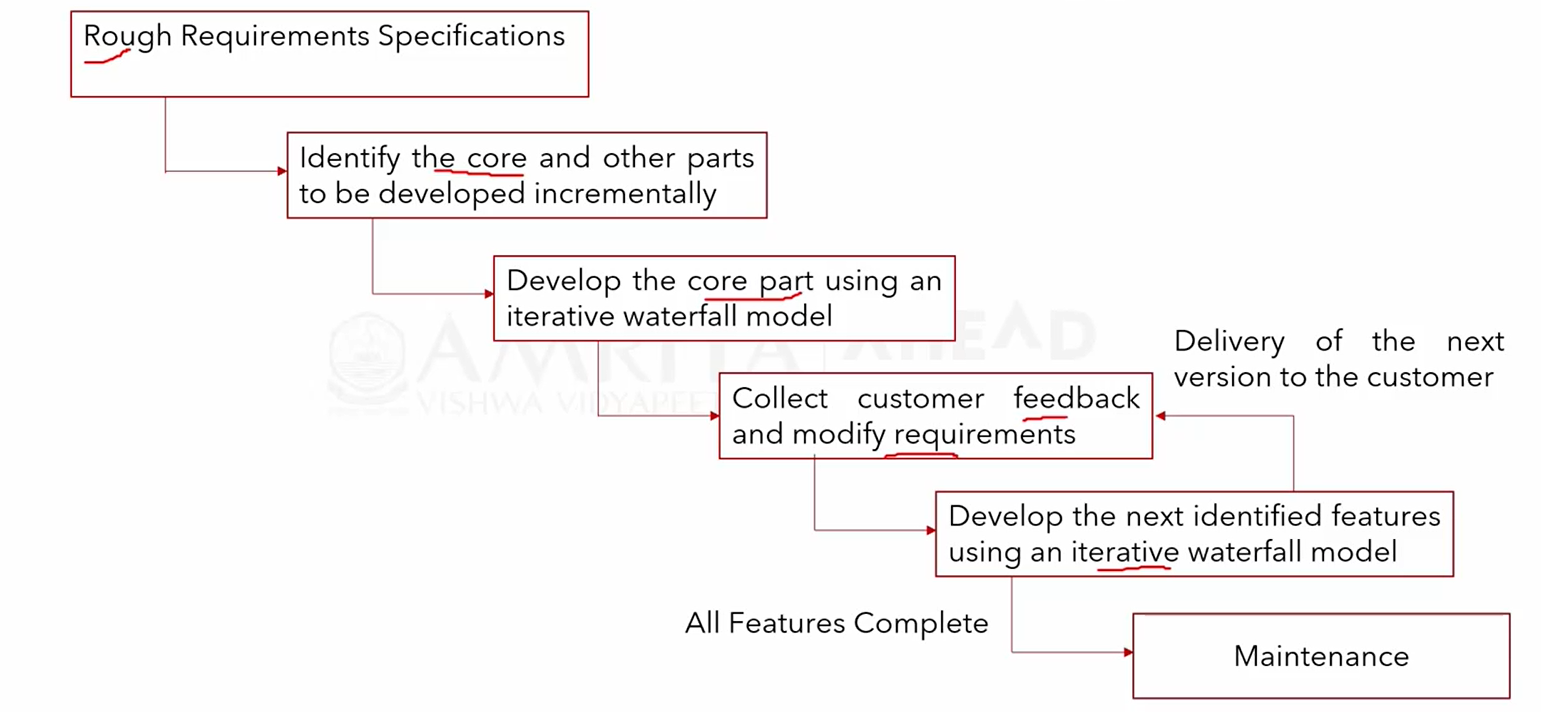 Rough Requirements Specifications
Identify the core and other parts
to be developed incrementally
Develop the core part using an
iterative waterfall model
AMRITA AHEAD
VISHWA VIDYAPEETHAM
Delivery of the next
version to the customer
Collect customer feedback
and modify requirements
Develop the next identified features
using an iterative waterfall model
All Features Complete
Maintenance